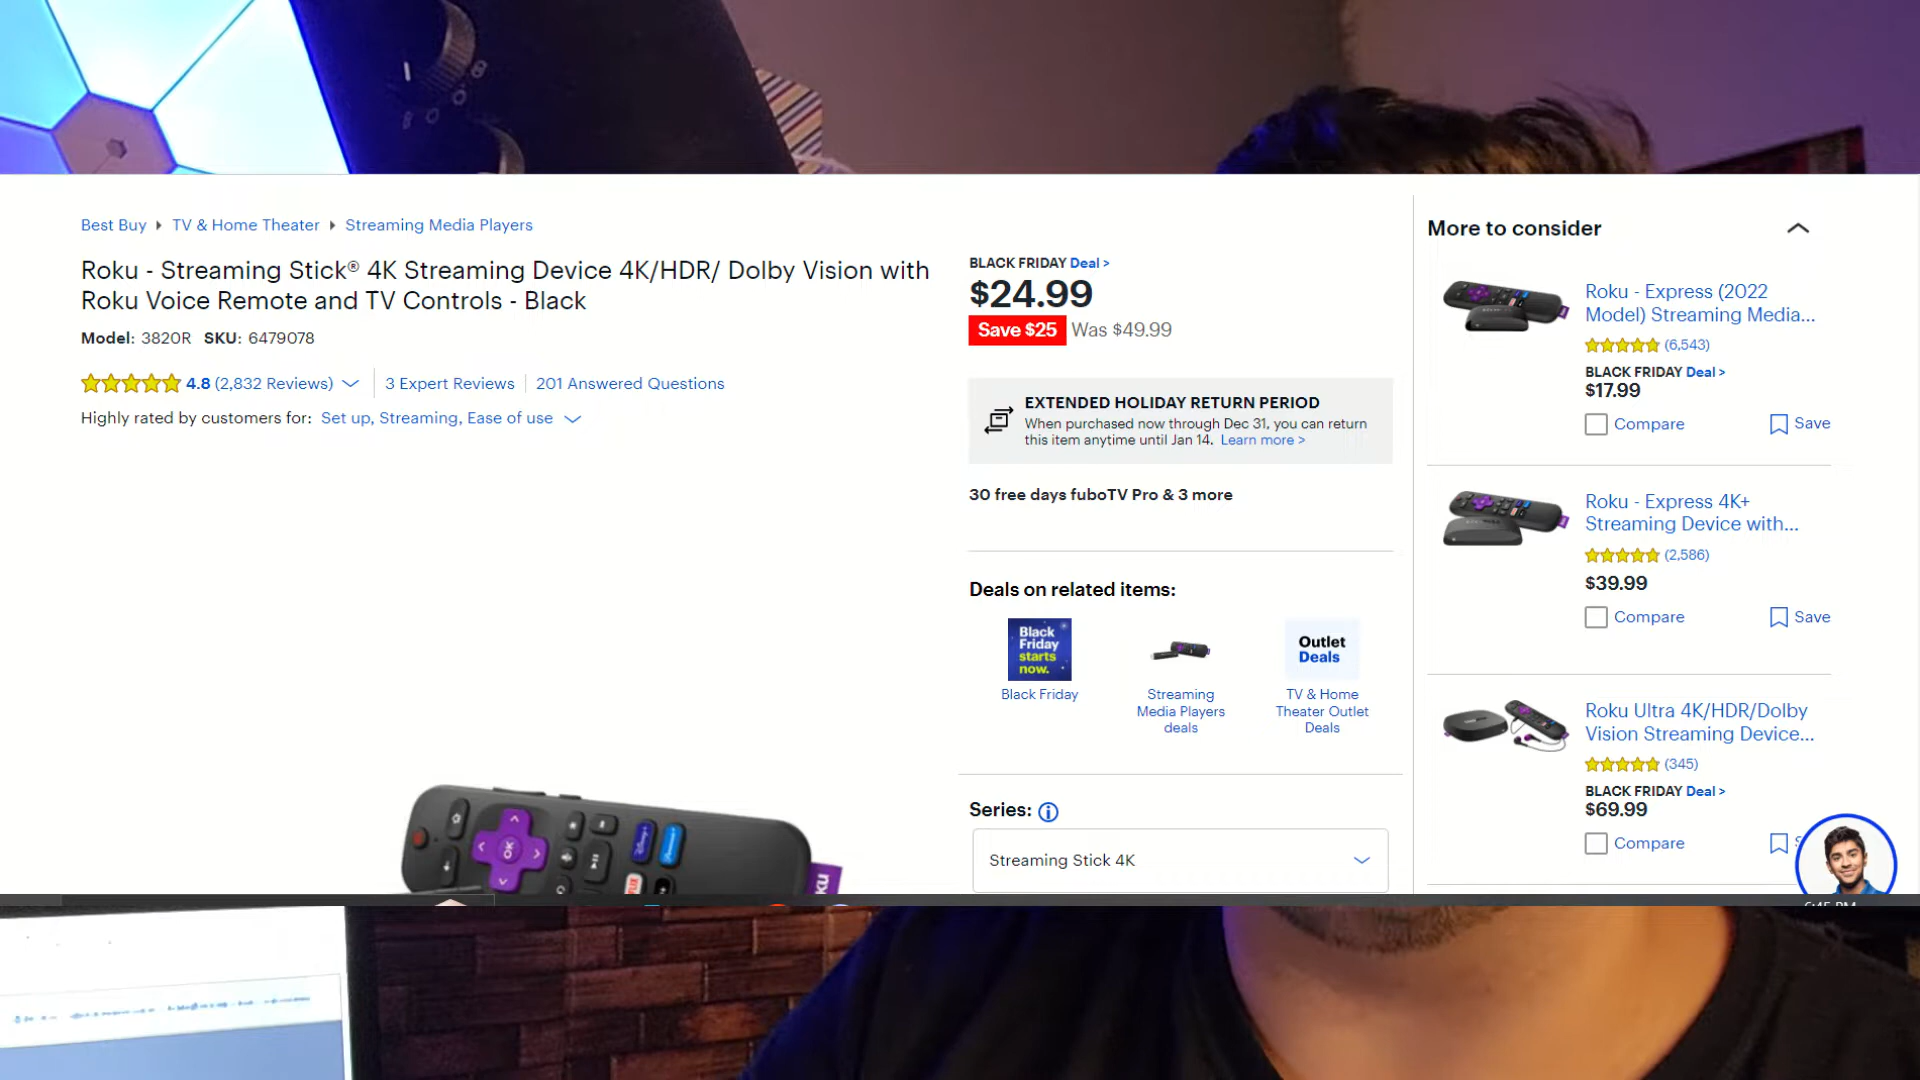 Best Buy
TV & Home Theater
Streaming Media Players
Roku - Streaming Stick® 4K Streaming Device 4K/HDR/ Dolby Vision with
Roku Voice Remote and TV Controls - Black
Model: 3820R SKU: 6479078
4.8 (2,832 Reviews)
3 Expert Reviews
201 Answered Questions
Highly rated by customers for: Set up, Streaming, Ease of use
OK
BLACK FRIDAY Deal >
$24.99
Save $25 Was $49.99
EXTENDED HOLIDAY RETURN PERIOD
When purchased now through Dec 31, you can return
this item anytime until Jan 14. Learn more >
30 free days fuboTV Pro & 3 more
Deals on related items:
Black
Friday
starts
now.
Black Friday
Streaming
Media Players
deals
Outlet
Deals
TV & Home
Theater Outlet
Deals
Series:
Streaming Stick 4K
More to consider
Roku - Express (2022
Model) Streaming Media...
(6,543)
BLACK FRIDAY Deal >
$17.99
Compare
Save
Roku - Express 4K+
Streaming Device with...
(2,586)
$39.99
Compare
Save
Roku Ultra 4K/HDR/Dolby
Vision Streaming Device...
(345)
BLACK FRIDAY Deal >
$69.99
Compare